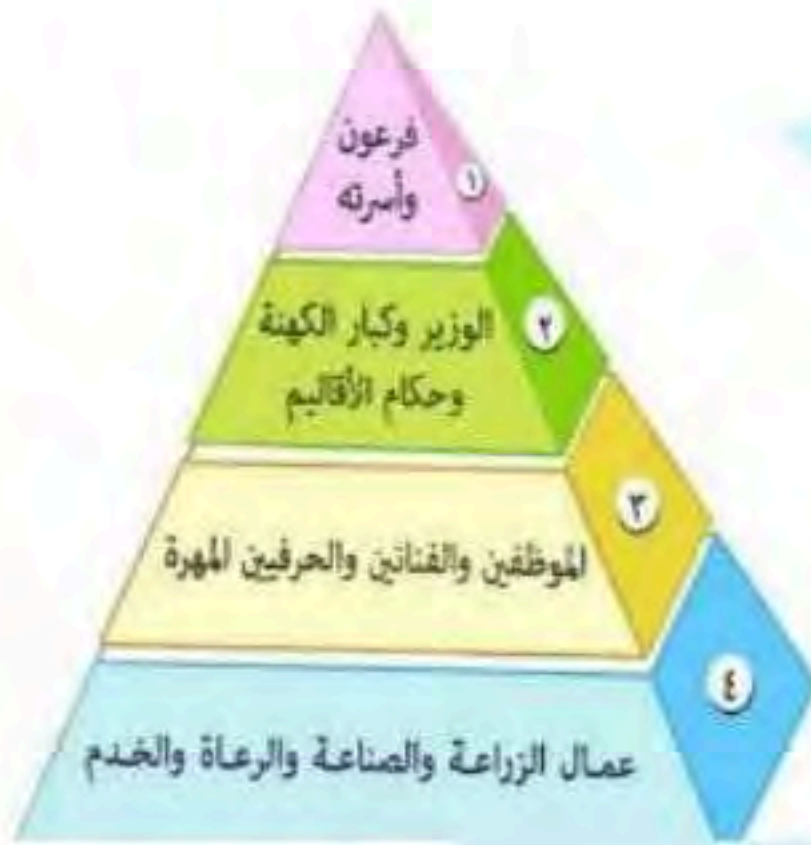 فرعون
وأسرته
١
الوزير وكبار الكهنة
وحكام الأقاليم
٢
الموظفين والفنانين والحرفيين المهرة
٣
عمال الزراعة والصناعة والرعاة والخدم
٤